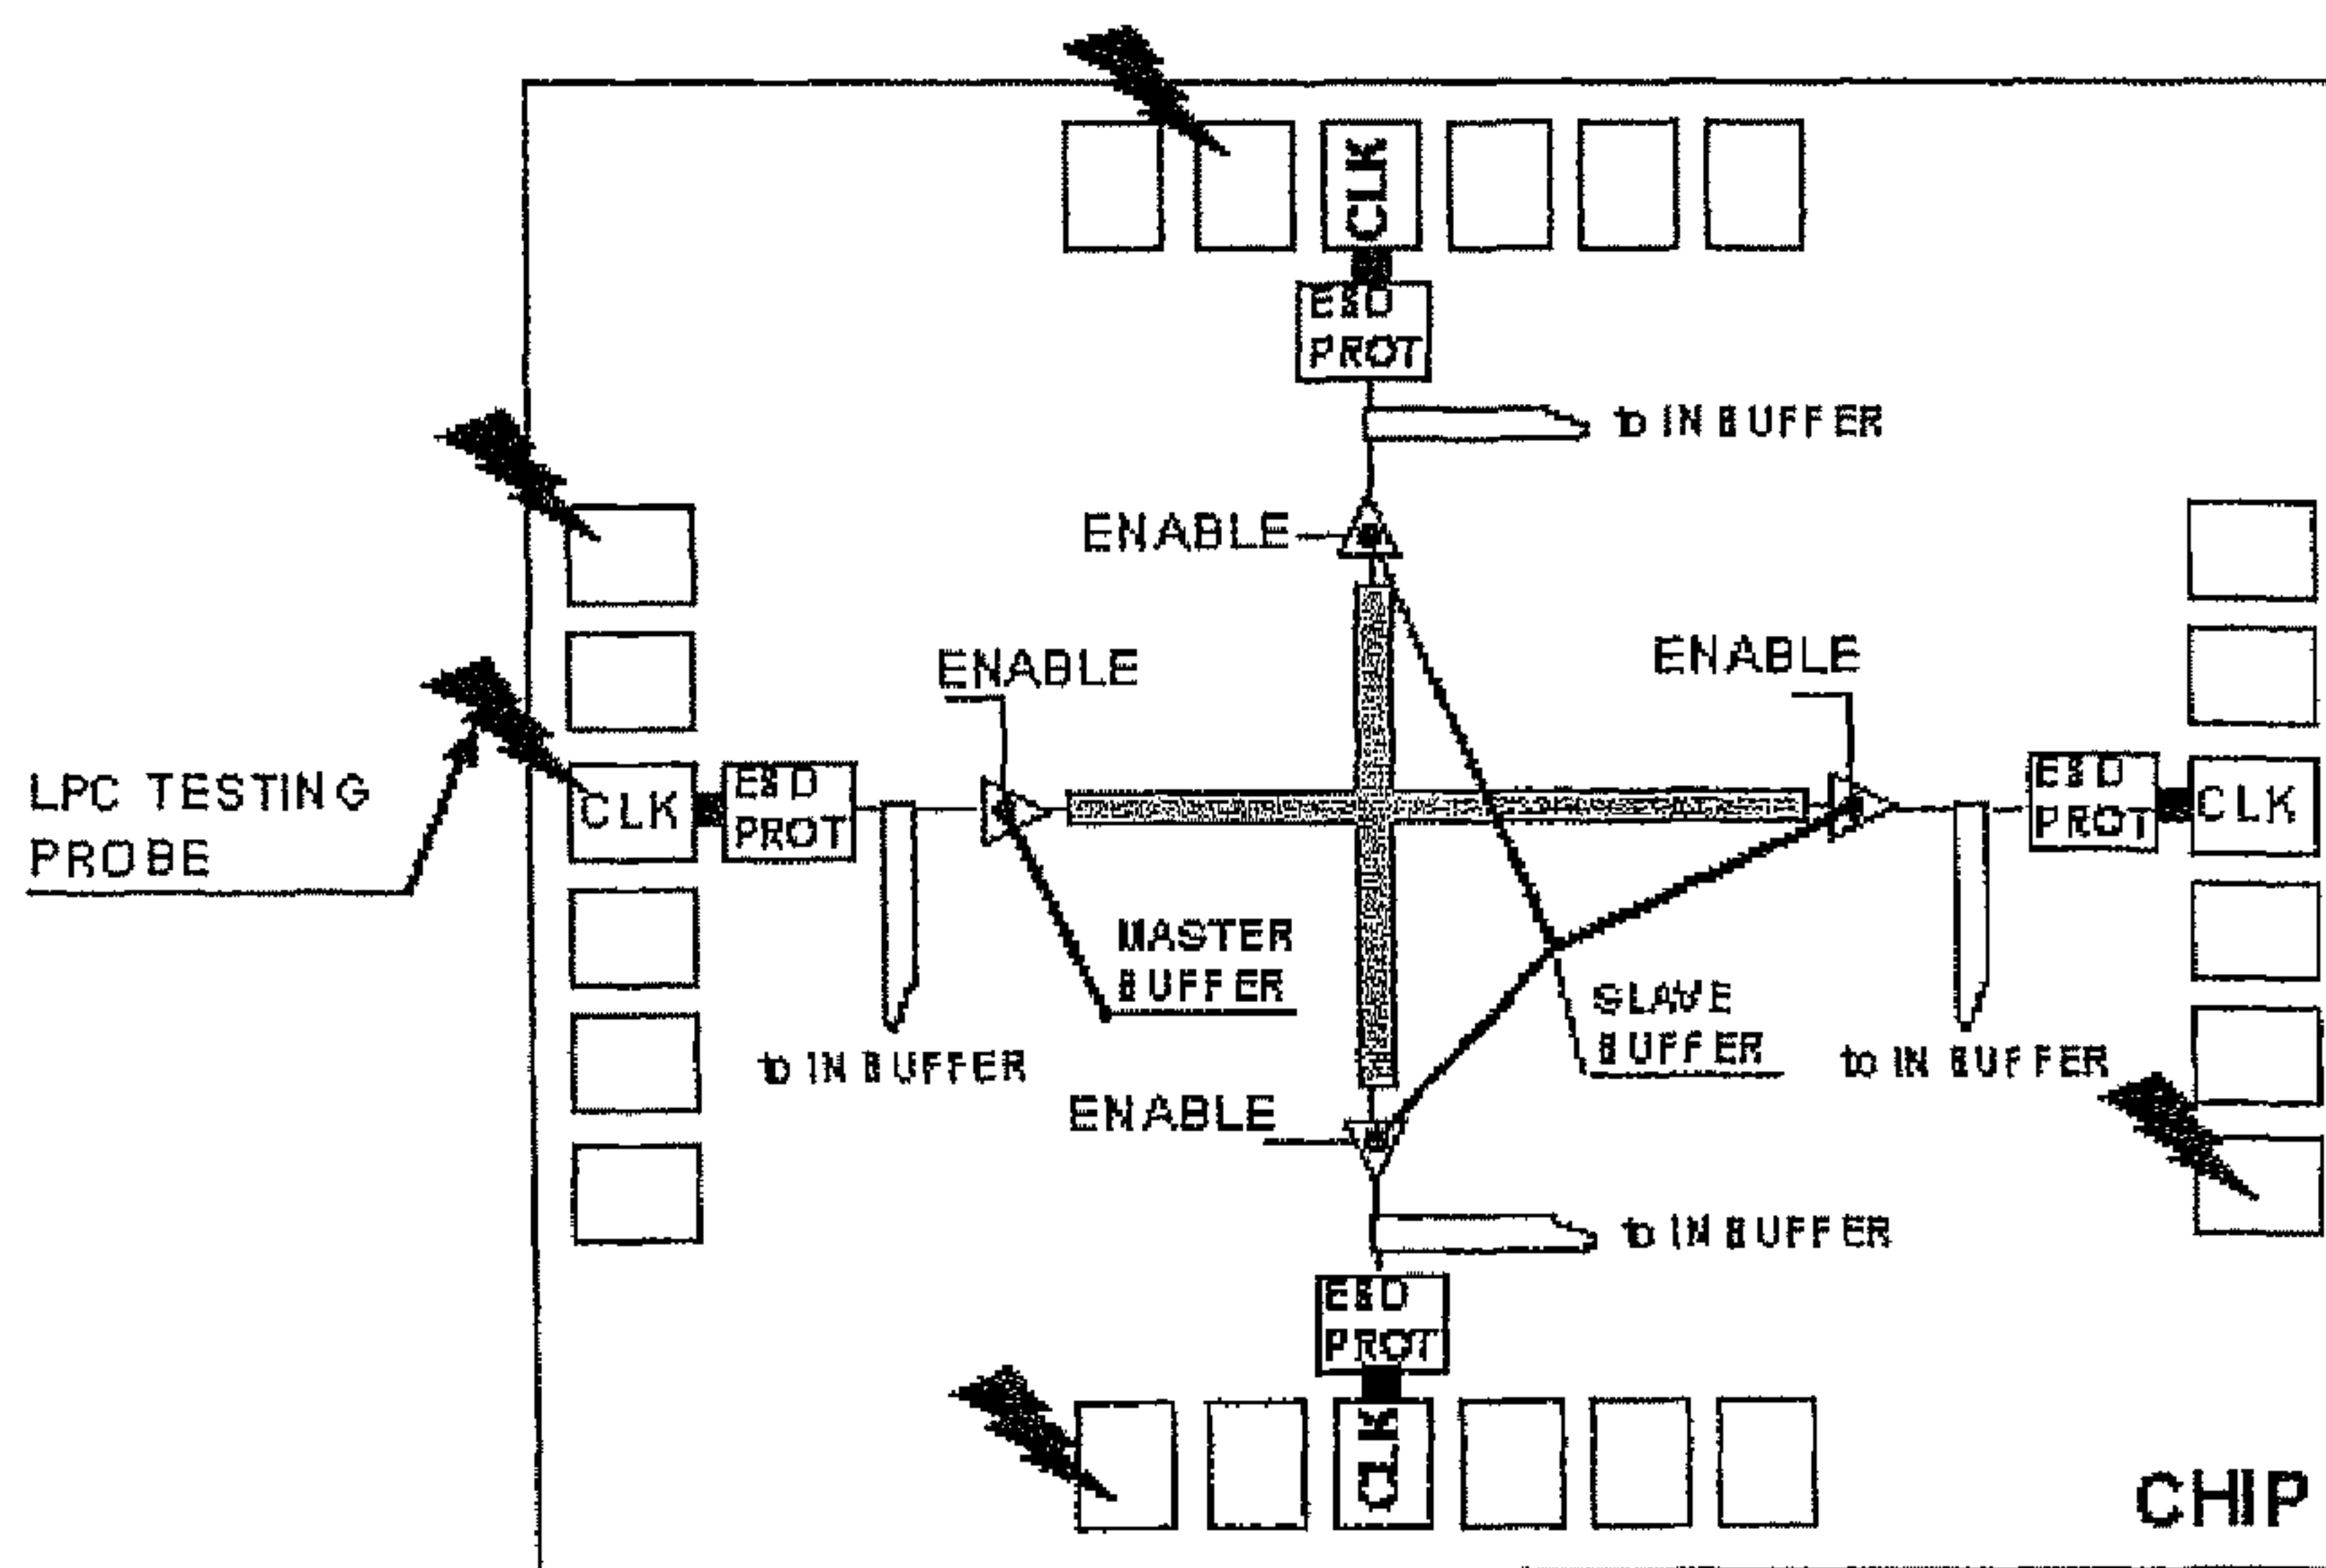 CLK
ESD
PROT
to IN BUFFER
ENABLE
ENABLE
ENABLE
LPC TESTING
PROBE
CLK
ESD
PROT
ESD
PROT
CLK
MASTER
BUFFER
SLAVE
BUFFER
to IN BUFFER
to IN BUFFER
ENABLE
to IN BUFFER
ESD
PROT
CLK
CHIP